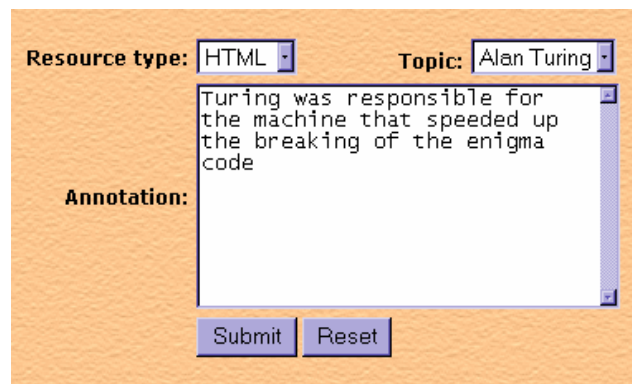 Resource type: HTML Topic: Alan Turing
Turing was responsible for
the machine that speeded up
the breaking of the enigma
code
Annotation:
Submit Reset